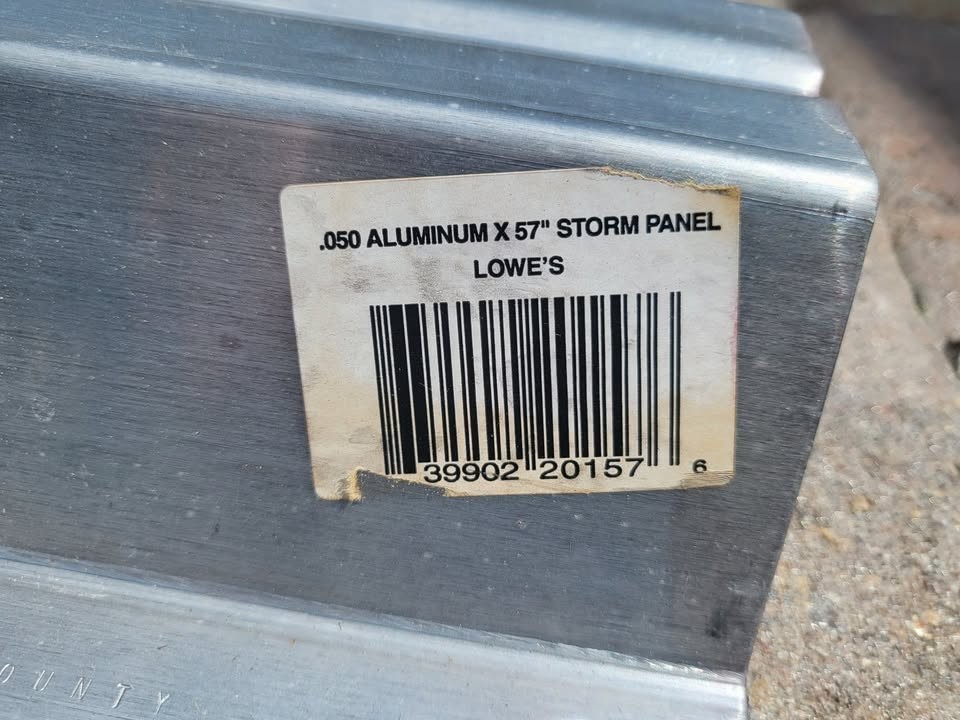 .050 ALUMINUM X 57" STORM PANEL
LOWE'S
39902 20157 6
OUNTY